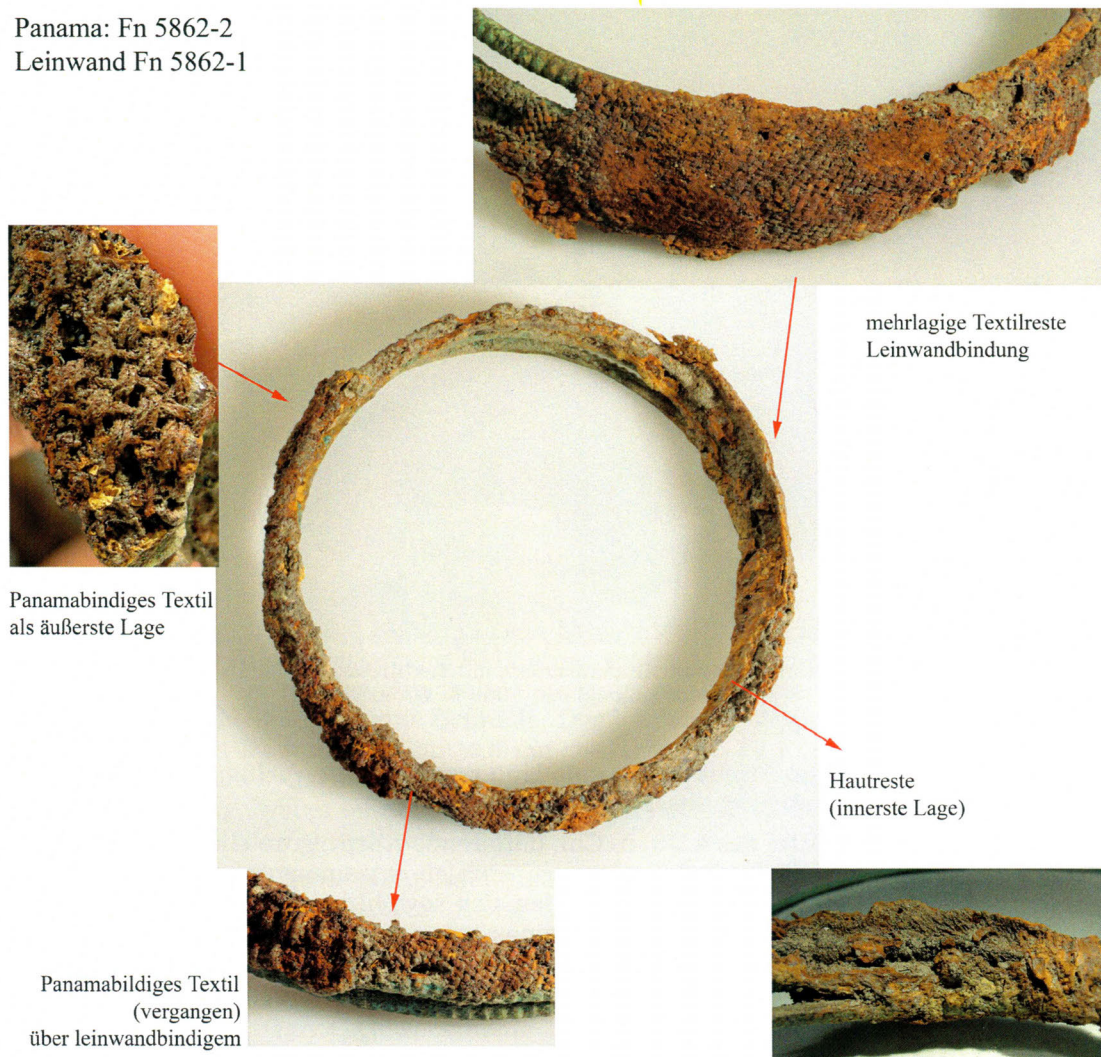 Panama: Fn 5862-2
Leinwand Fn 5862-1
mehrlagige Textilreste
Leinwandbindung
Panamabindiges Textil
als äußerste Lage
Hautreste
(innerste Lage)
Panamabildiges Textil
(vergangen)
über leinwandbindigem